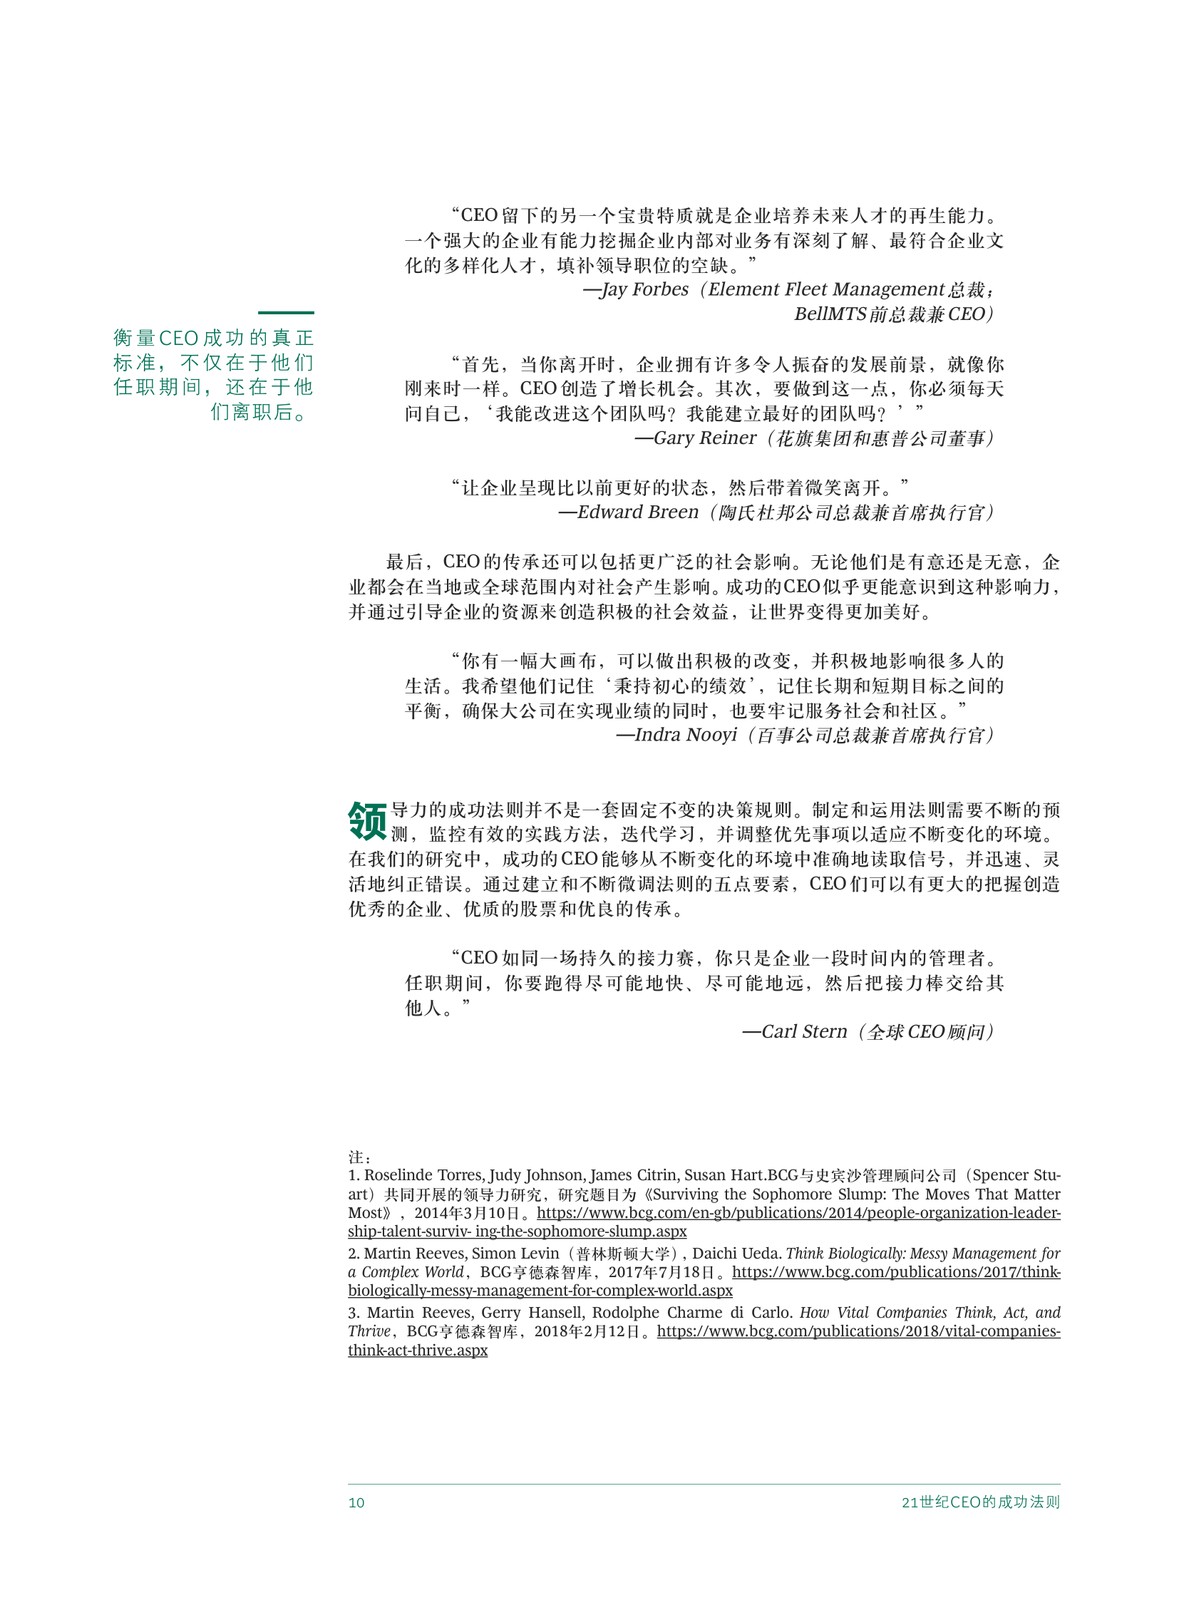 “CEO留下的另一个宝贵特质就是企业培养未来人才的再生能力。
一个强大的企业有能力挖掘企业内部对业务有深刻了解、最符合企业文
化的多样化人才，填补领导职位的空缺。”
—Jay Forbes（Element Fleet Management总裁；
BellMTS前总裁兼CEO）
衡量CEO成功的真正
标准，不仅在于他们
任职期间，还在于他
们离职后。
“首先，当你离开时，企业拥有许多令人振奋的发展前景，就像你
刚来时一样。CEO创造了增长机会。其次，要做到这一点，你必须每天
问自己，‘我能改进这个团队吗？我能建立最好的团队吗？’”
—Gary Reiner（花旗集团和惠普公司董事）
“让企业呈现比以前更好的状态，然后带着微笑离开。”
—Edward Breen（陶氏杜邦公司总裁兼首席执行官）
最后，CEO的传承还可以包括更广泛的社会影响。无论他们是有意还是无意，企
业都会在当地或全球范围内对社会产生影响。成功的CEO似乎更能意识到这种影响力，
并通过引导企业的资源来创造积极的社会效益，让世界变得更加美好。
“你有一幅大画布，可以做出积极的改变，并积极地影响很多人的
生活。我希望他们记住‘秉持初心的绩效’，记住长期和短期目标之间的
平衡，确保大公司在实现业绩的同时，也要牢记服务社会和社区。”
—Indra Nooyi（百事公司总裁兼首席执行官）
领导力的成功法则并不是一套固定不变的决策规则。制定和运用法则需要不断的预
测，监控有效的实践方法，迭代学习，并调整优先事项以适应不断变化的环境。
在我们的研究中，成功的CEO能够从不断变化的环境中准确地读取信号，并迅速、灵
活地纠正错误。通过建立和不断微调法则的五点要素，CEO们可以有更大的把握创造
优秀的企业、优质的股票和优良的传承。
“CEO如同一场持久的接力赛，你只是企业一段时间内的管理者。
任职期间，你要跑得尽可能地快、尽可能地远，然后把接力棒交给其
他人。”
—Carl Stern（全球CEO顾问）
注：
1. Roselinde Torres, Judy Johnson, James Citrin, Susan Hart.BCG与史宾沙管理顾问公司（Spencer Stu-
art）共同开展的领导力研究，研究题目为《Surviving the Sophomore Slump: The Moves That Matter
Most》，2014年3月10日。https://www.bcg.com/en-gb/publications/2014/people-organization-leader-
ship-talent-surviv- ing-the-sophomore-slump.aspx
2. Martin Reeves, Simon Levin（普林斯顿大学）, Daichi Ueda. Think Biologically: Messy Management for
a Complex World，BCG亨德森智库，2017年7月18日。https://www.bcg.com/publications/2017/think-
biologically-messy-management-for-complex-world.aspx
3. Martin Reeves, Gerry Hansell, Rodolphe Charme di Carlo. How Vital Companies Think, Act, and
Thrive，BCG亨德森智库，2018年2月12日。https://www.bcg.com/publications/2018/vital-companies-
think-act-thrive.aspx
10
21世纪CEO的成功法则